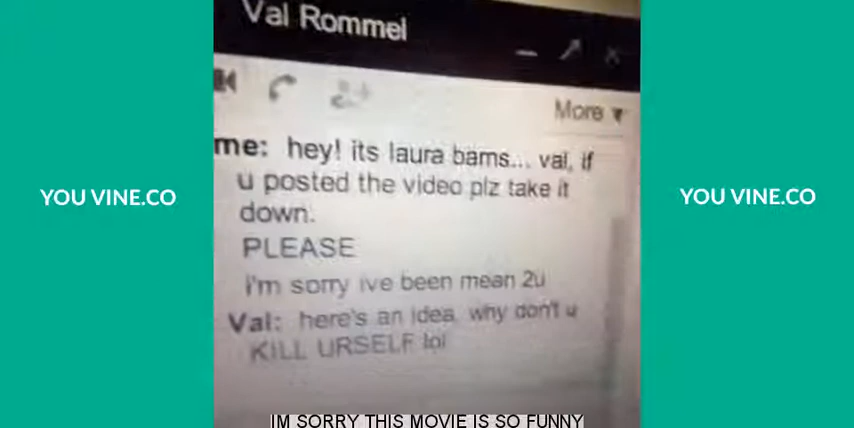 Val Rommel
More
me: hey! its laura barns... val, if
u posted the video plz take it
down.
PLEASE
i'm sorry ive been mean 2u
Val: here's an idea, why don't u
KILL URSELF lol
YOU VINE.CO
YOU VINE.CO
IM SORRY THIS MOVIE IS SO FUNNY